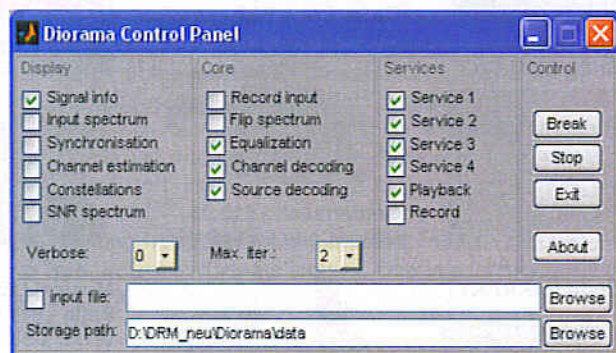 Diorama Control Panel
Display
Signal info
Input spectrum
Synchronisation
Channel estimation
Constellations
SNR spectrum
Verbose: 0
Core
Record input
Flip spectrum
Equalization
Channel decoding
Source decoding
Max. iter.: 2
Services
Service 1
Service 2
Service 3
Service 4
Playback
Record
Control
Break
Stop
Exit
About
input file: Browse
Storage path: D:\DRM_neu\Diorama\data Browse